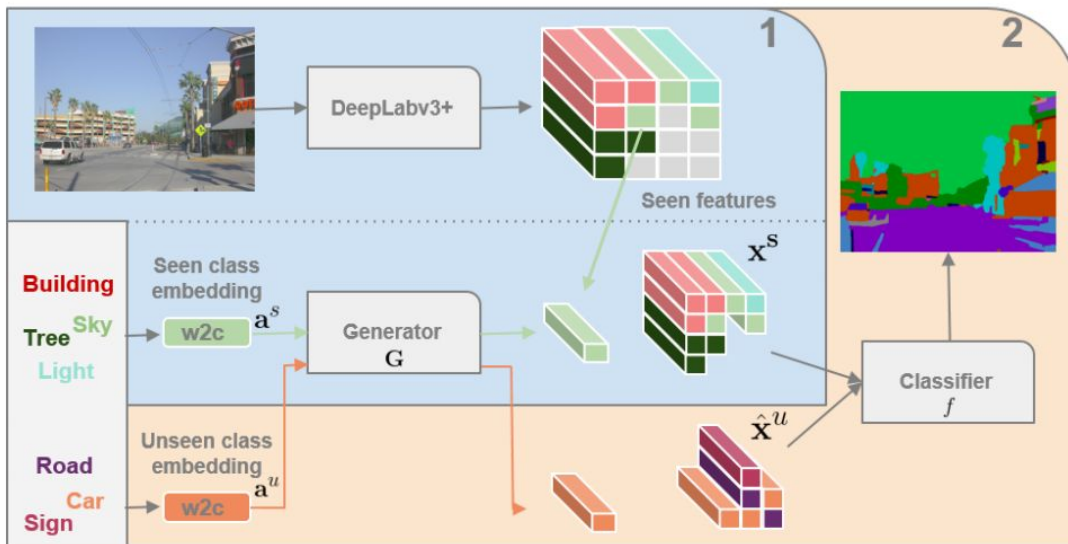 1
2
DeepLabv3+
Seen features
Building
Sky
Tree
Light
Seen class
embedding
w2c
a^s
Generator
G
x^s
Classifier
f
Road
Car
Sign
Unseen class
embedding
w2c
a^u
x̂^u